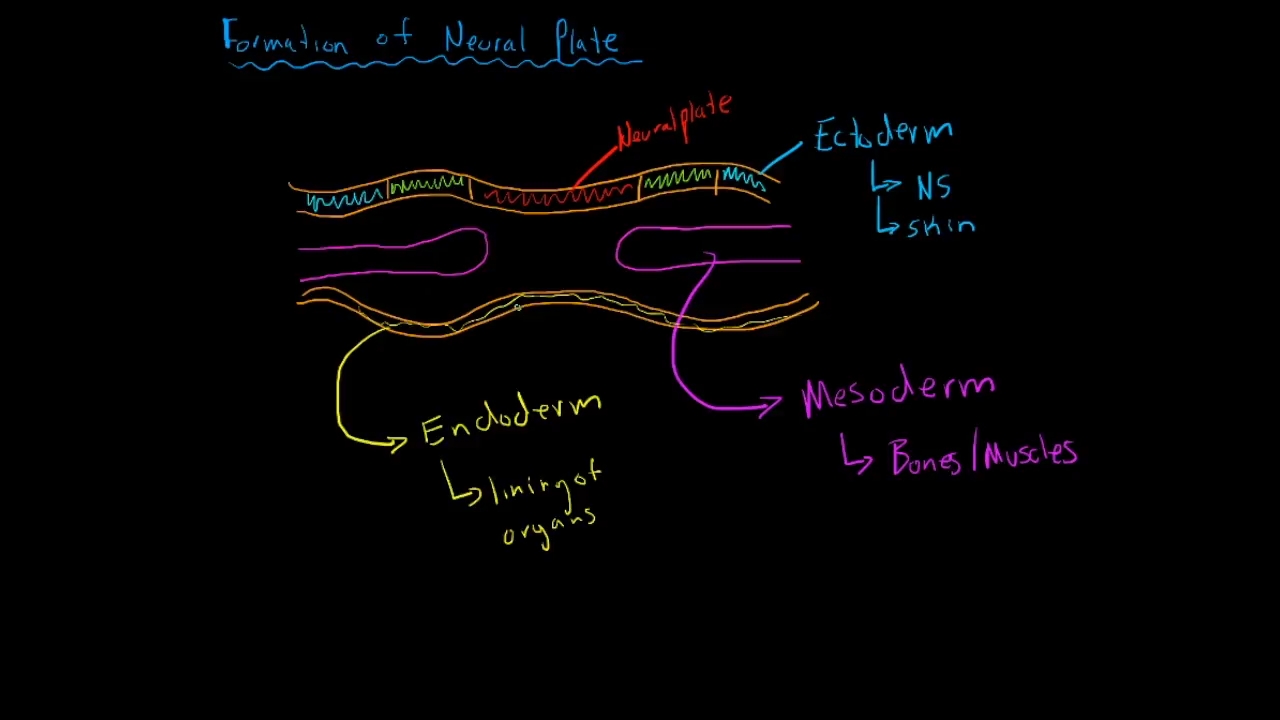 Formation of Neural Plate
Neural plate
Ectoderm
NS
skin
Mesoderm
Bones/Muscles
Endoderm
lining of
organs